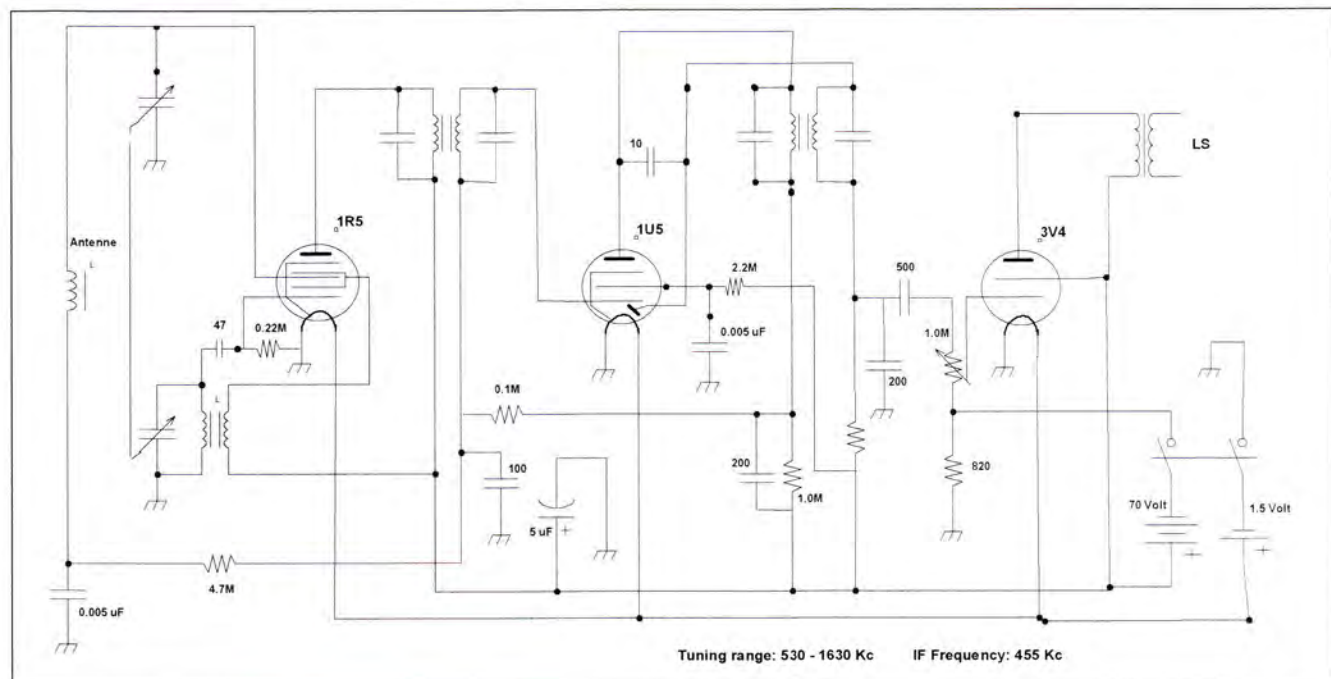 LS
10
1R5
1U5
3V4
Antenne
L
2.2M
500
47
0.22M
0.005 uF
1.0M
200
L
0.1M
100
200
820
5 uF
+
1.0M
70 Volt
1.5 Volt
+
+
4.7M
0.005 uF
Tuning range: 530 - 1630 Kc IF Frequency: 455 Kc